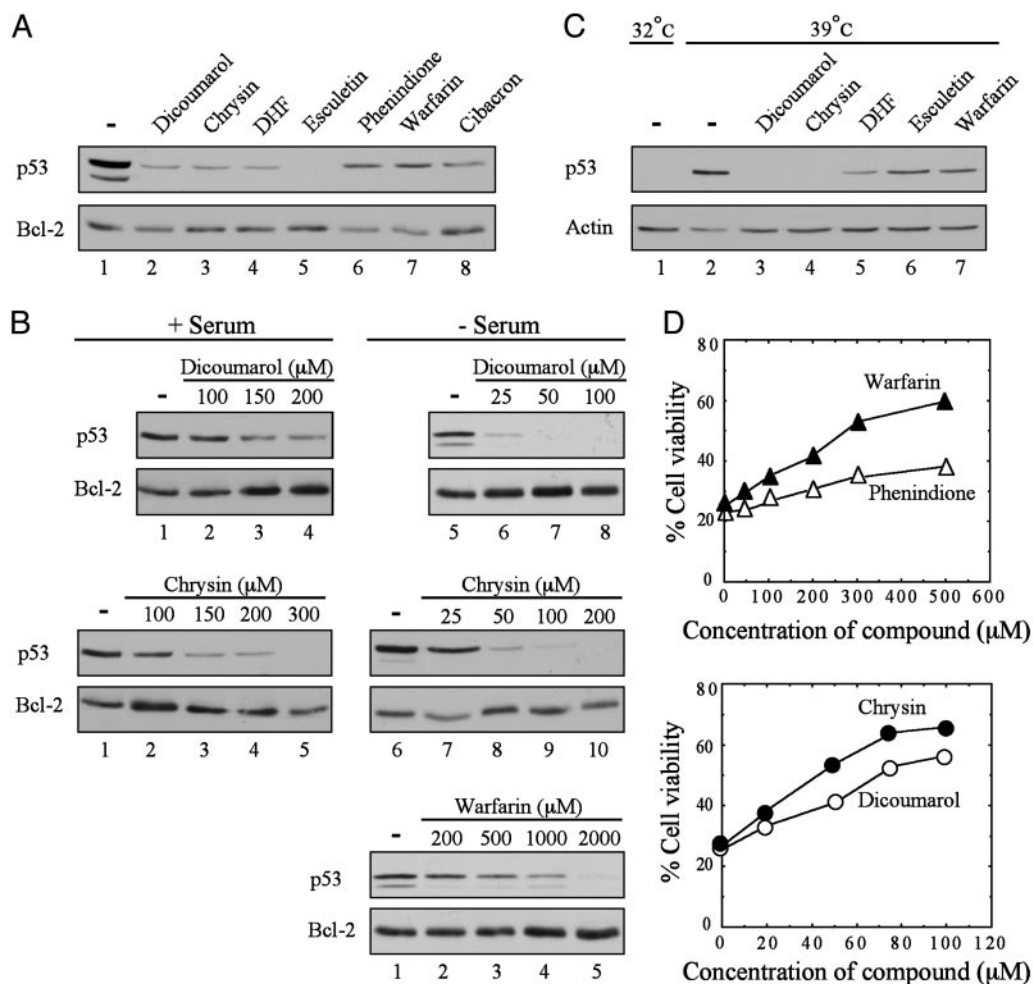 A
- Dicoumarol Chrysin DHF Esculetin Phenindione Warfarin Cibacron
p53
Bcl-2
1 2 3 4 5 6 7 8
C
32°C 39°C
- - Dicoumarol Chrysin DHF Esculetin Warfarin
p53
Actin
1 2 3 4 5 6 7
B
+ Serum
Dicoumarol (μM)
- 100 150 200
p53
Bcl-2
1 2 3 4
- Serum
Dicoumarol (μM)
- 25 50 100
5 6 7 8
Chrysin (μM)
- 100 150 200 300
p53
Bcl-2
1 2 3 4 5
Chrysin (μM)
- 25 50 100 200
6 7 8 9 10
Warfarin (μM)
- 200 500 1000 2000
p53
Bcl-2
1 2 3 4 5
D
80
60
40
20
0
% Cell viability
Warfarin
Phenindione
0 100 200 300 400 500 600
Concentration of compound (μM)
80
60
40
20
0
% Cell viability
Chrysin
Dicoumarol
0 20 40 60 80 100 120
Concentration of compound (μM)